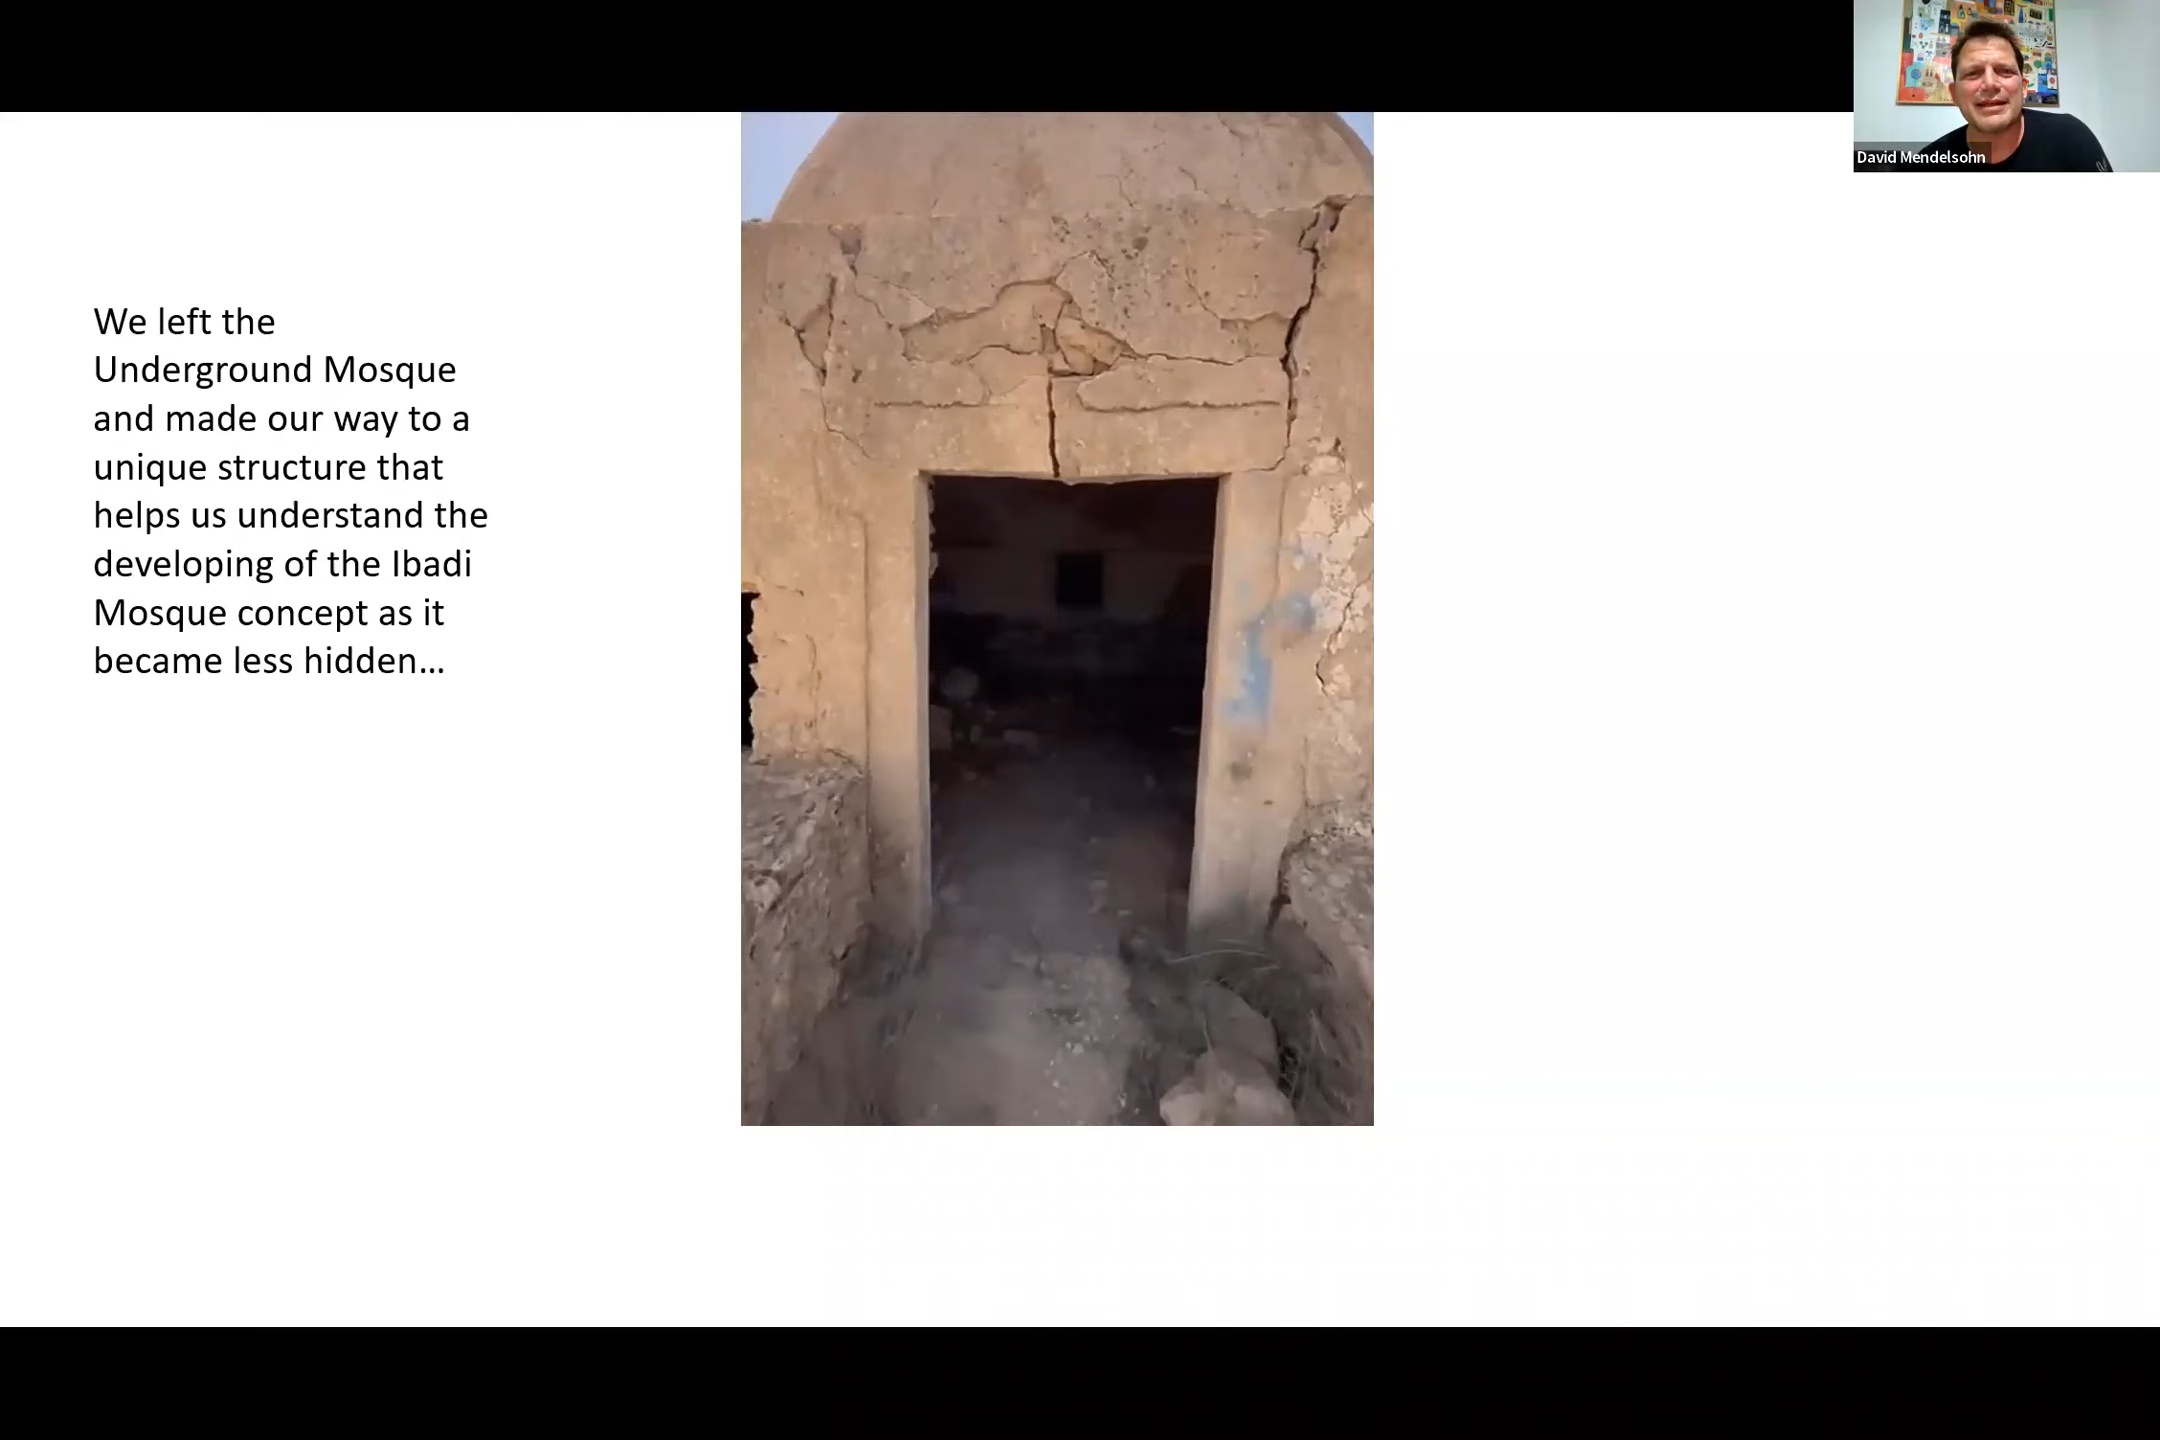 We left the
Underground Mosque
and made our way to a
unique structure that
helps us understand the
developing of the Ibadi
Mosque concept as it
became less hidden…
David Mendelsohn